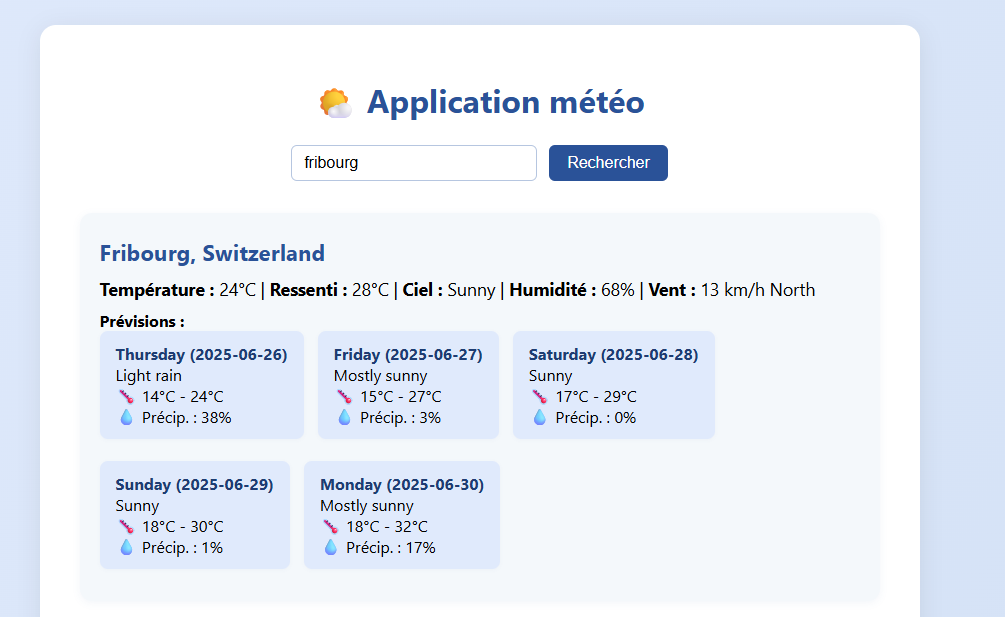 Application météo
fribourg
Rechercher
Fribourg, Switzerland
Température : 24°C | Ressenti : 28°C | Ciel : Sunny | Humidité : 68% | Vent : 13 km/h North
Prévisions :
Thursday (2025-06-26)
Light rain
14°C - 24°C
Précip. : 38%
Friday (2025-06-27)
Mostly sunny
15°C - 27°C
Précip. : 3%
Saturday (2025-06-28)
Sunny
17°C - 29°C
Précip. : 0%
Sunday (2025-06-29)
Sunny
18°C - 30°C
Précip. : 1%
Monday (2025-06-30)
Mostly sunny
18°C - 32°C
Précip. : 17%